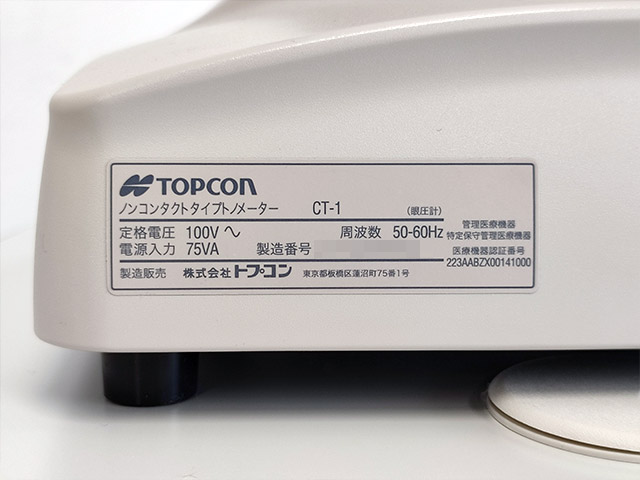 TOPCON
ノンコンタクトタイプトノメーター CT-1 (眼圧計)
定格電圧 100V～ 周波数 50-60Hz
電源入力 75VA 製造番号
管理医療機器
特定保守管理医療機器
医療機器認証番号
223AABZX00141000
製造販売 株式会社トプコン 東京都板橋区蓮沼町75番1号